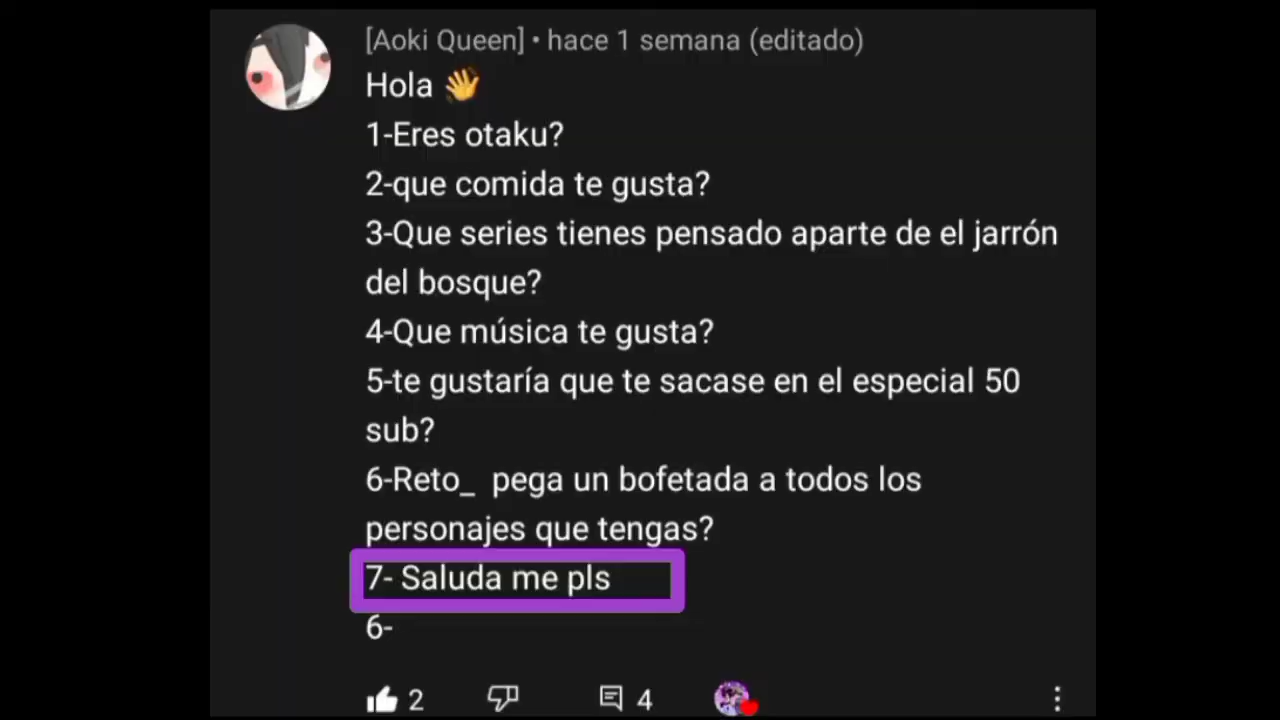 [Aoki Queen] • hace 1 semana (editado)
Hola 👋
1-Eres otaku?
2-que comida te gusta?
3-Que series tienes pensado aparte de el jarrón
del bosque?
4-Que música te gusta?
5-te gustaría que te sacase en el especial 50
sub?
6-Reto_  pega un bofetada a todos los
personajes que tengas?
7- Saluda me pls
6-
2 4